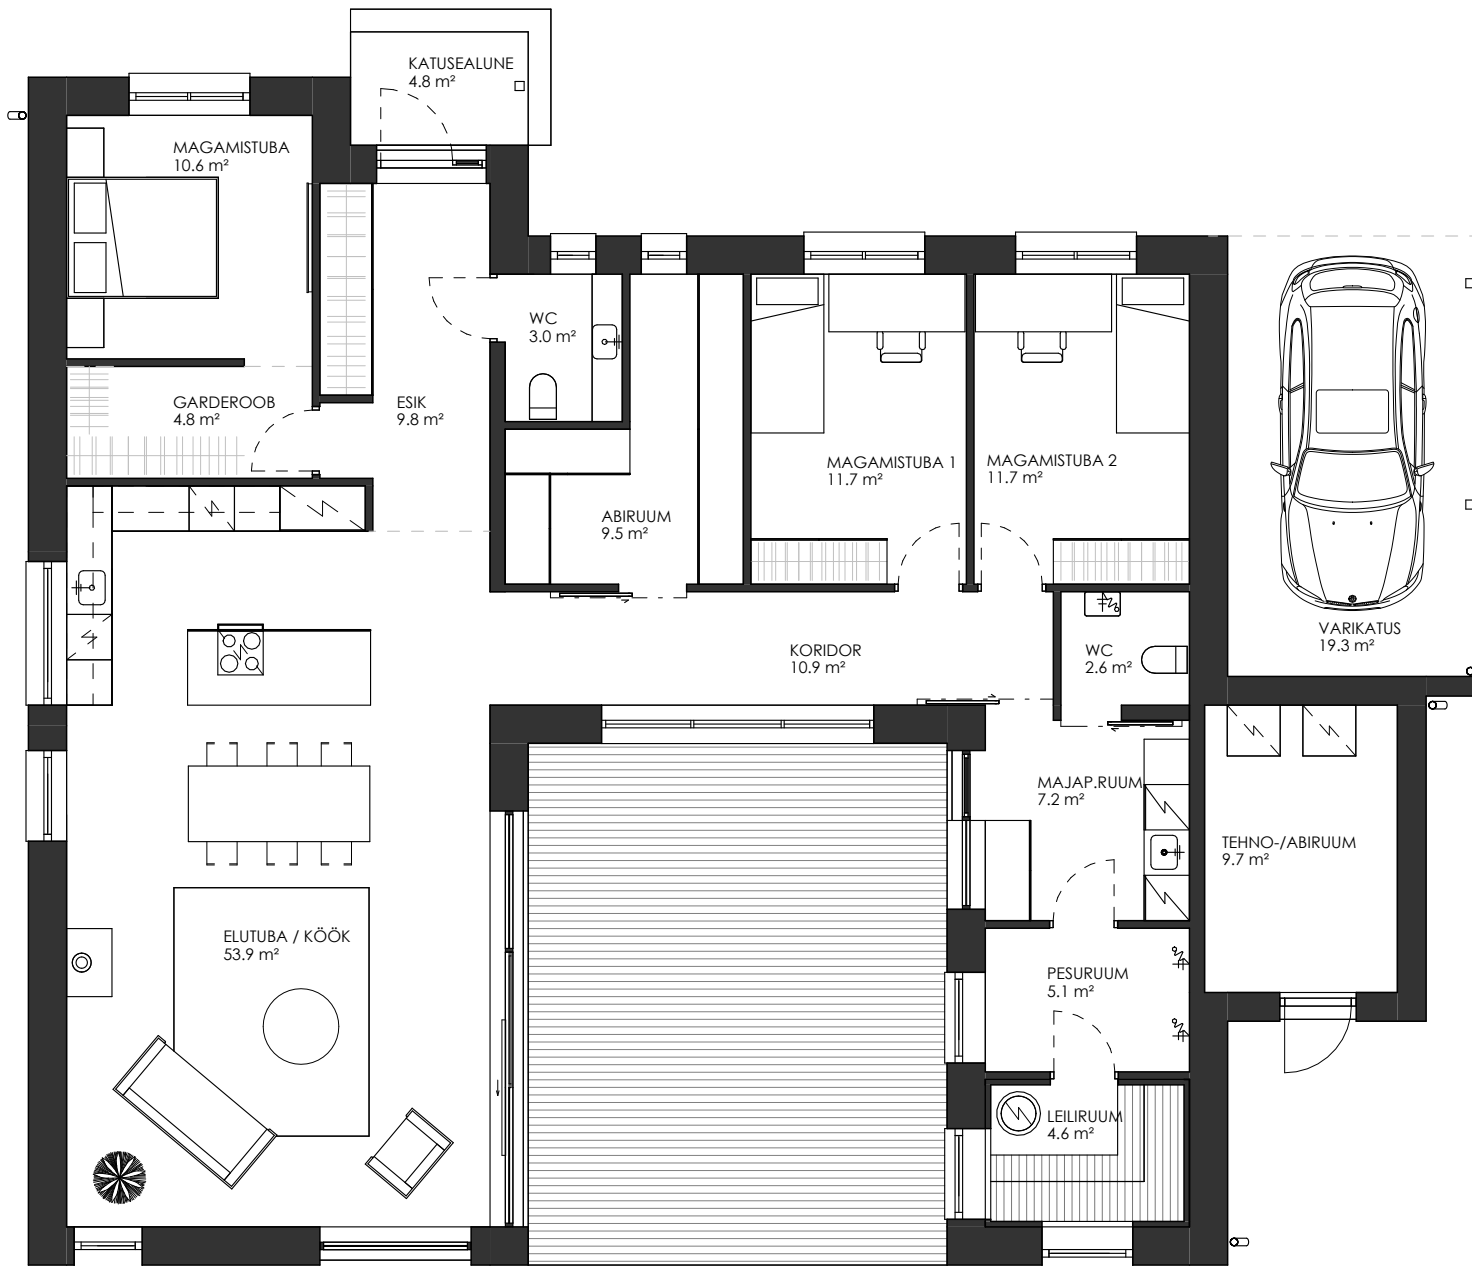 KATUSEALUNE
4.8 m²
MAGAMISTUBA
10.6 m²
WC
3.0 m²
GARDEROOB
4.8 m²
ESIK
9.8 m²
MAGAMISTUBA 1
11.7 m²
MAGAMISTUBA 2
11.7 m²
ABIRUUM
9.5 m²
VARIKATUS
19.3 m²
KORIDOR
10.9 m²
WC
2.6 m²
MAJAP.RUUM
7.2 m²
TEHNO-/ABIRUUM
9.7 m²
ELUTUBA / KÖÖK
53.9 m²
PESURUUM
5.1 m²
LEILIRUUM
4.6 m²